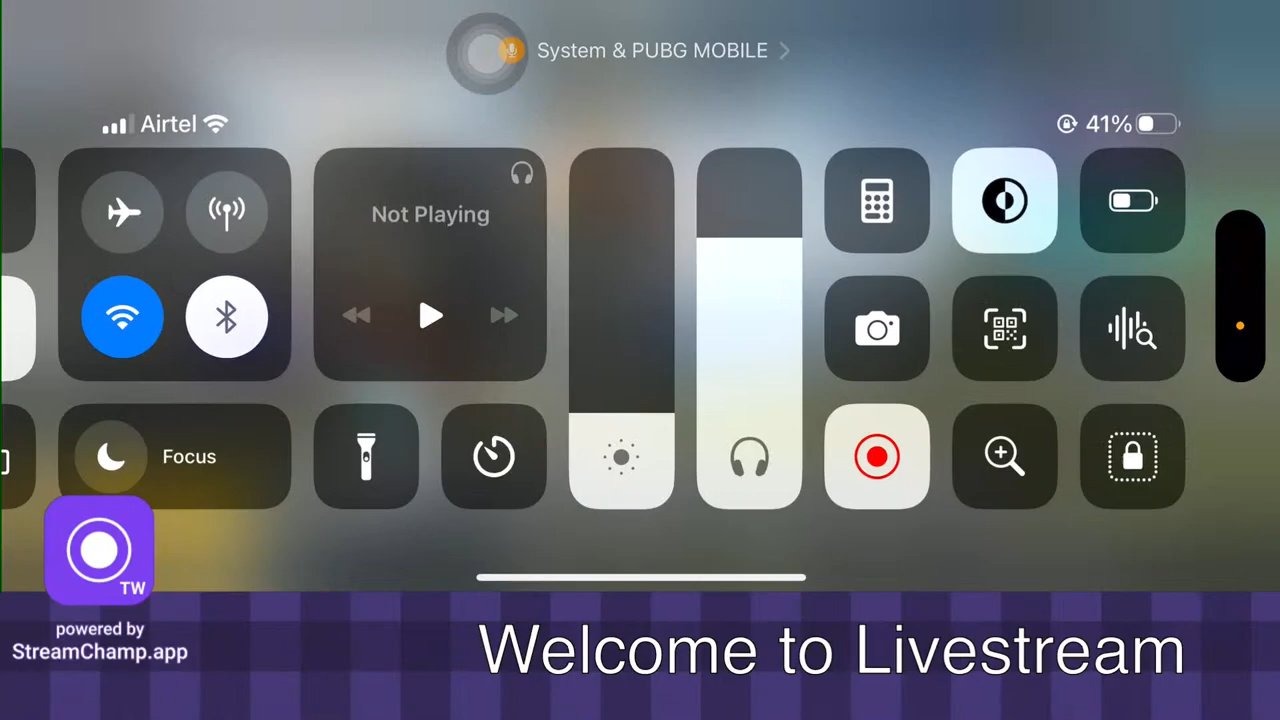 System & PUBG MOBILE
Airtel
41%
Not Playing
Focus
TW
powered by
StreamChamp.app
Welcome to Livestream